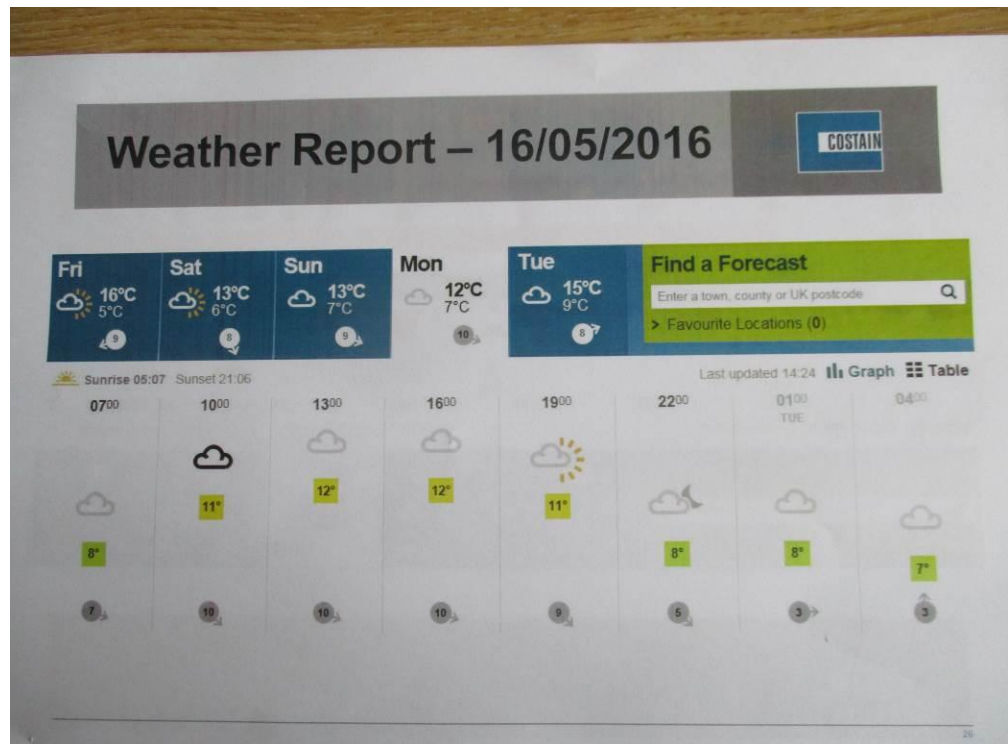 Weather Report – 16/05/2016
COSTAIN
Fri
16°C
5°C
9
Sat
13°C
6°C
8
Sun
13°C
7°C
9
Mon
12°C
7°C
10
Tue
15°C
9°C
8
Find a Forecast
Enter a town, county or UK postcode
> Favourite Locations (0)
Sunrise 05:07 Sunset 21:06
Last updated 14:24 Graph Table
0700 1000 1300 1600 1900 2200 0100 0400
TUE
8° 11° 12° 12° 11° 8° 8° 7°
7 10 10 10 9 5 3 3
26